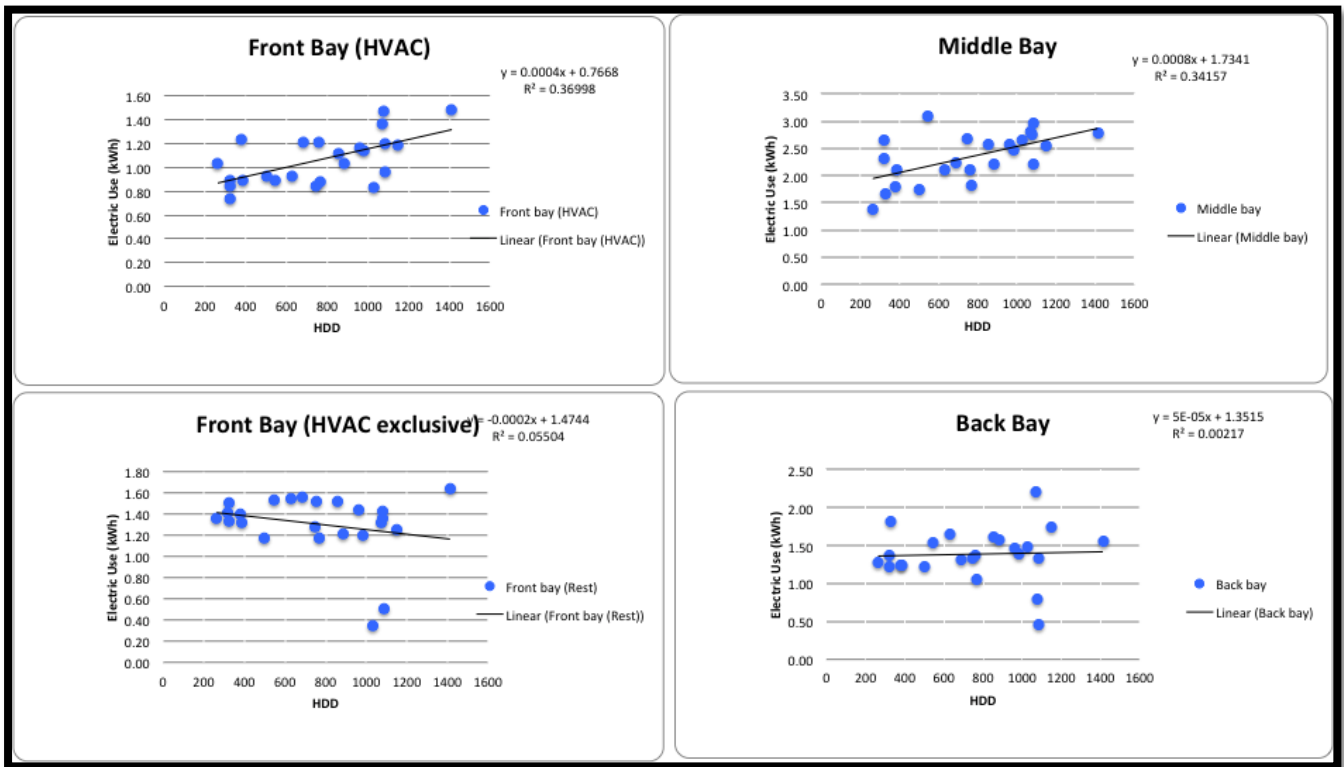 Front Bay (HVAC)
y = 0.0004x + 0.7668
R² = 0.36998
1.60
1.40
1.20
1.00
0.80
0.60
0.40
0.20
0.00
Electric Use (kWh)
0 200 400 600 800 1000 1200 1400 1600
HDD
Front bay (HVAC)
Linear (Front bay (HVAC))
Middle Bay
y = 0.0008x + 1.7341
R² = 0.34157
3.50
3.00
2.50
2.00
1.50
1.00
0.50
0.00
Electric Use (kWh)
0 200 400 600 800 1000 1200 1400 1600
HDD
Middle bay
Linear (Middle bay)
Front Bay (HVAC exclusive)
y = -0.0002x + 1.4744
R² = 0.05504
1.80
1.60
1.40
1.20
1.00
0.80
0.60
0.40
0.20
0.00
Electric Use (kWh)
0 200 400 600 800 1000 1200 1400 1600
HDD
Front bay (Rest)
Linear (Front bay (Rest))
Back Bay
y = 5E-05x + 1.3515
R² = 0.00217
2.50
2.00
1.50
1.00
0.50
0.00
Electric Use (kWh)
0 200 400 600 800 1000 1200 1400 1600
HDD
Back bay
Linear (Back bay)